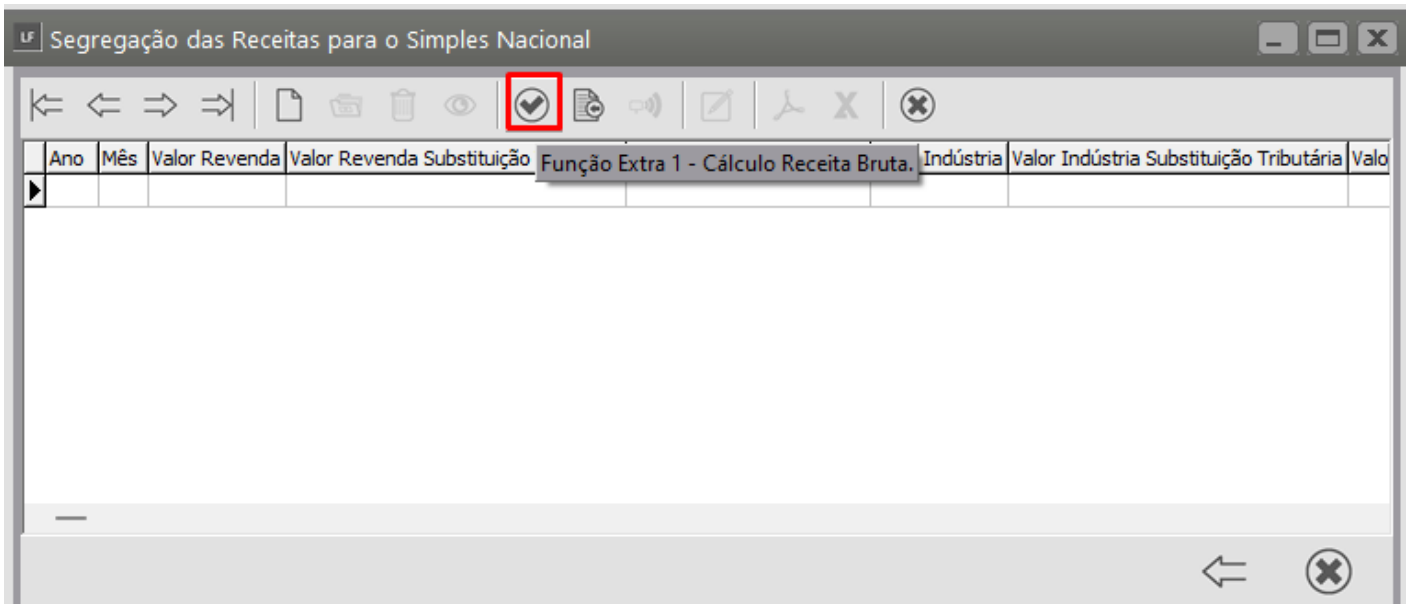 LF Segregação das Receitas para o Simples Nacional
Ano Mês Valor Revenda Valor Revenda Substituição Indústria Valor Indústria Substituição Tributária Valo
Função Extra 1 - Cálculo Receita Bruta.